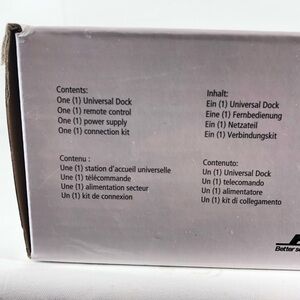 Contents:
One (1) Universal Dock
One (1) remote control
One (1) power supply
One (1) connection kit
Inhalt:
Ein (1) Universal Dock
Eine (1) Fernbedienung
Ein (1) Netzateil
Ein (1) Verbindungskit
Contenu :
Une (1) station d'accueil universelle
Une (1) télécommande
Une (1) alimentation secteur
Un (1) kit de connexion
Contenuto:
Un (1) Universal Dock
Un (1) telecomando
Un (1) alimentatore
Un (1) kit di collegamento
Better